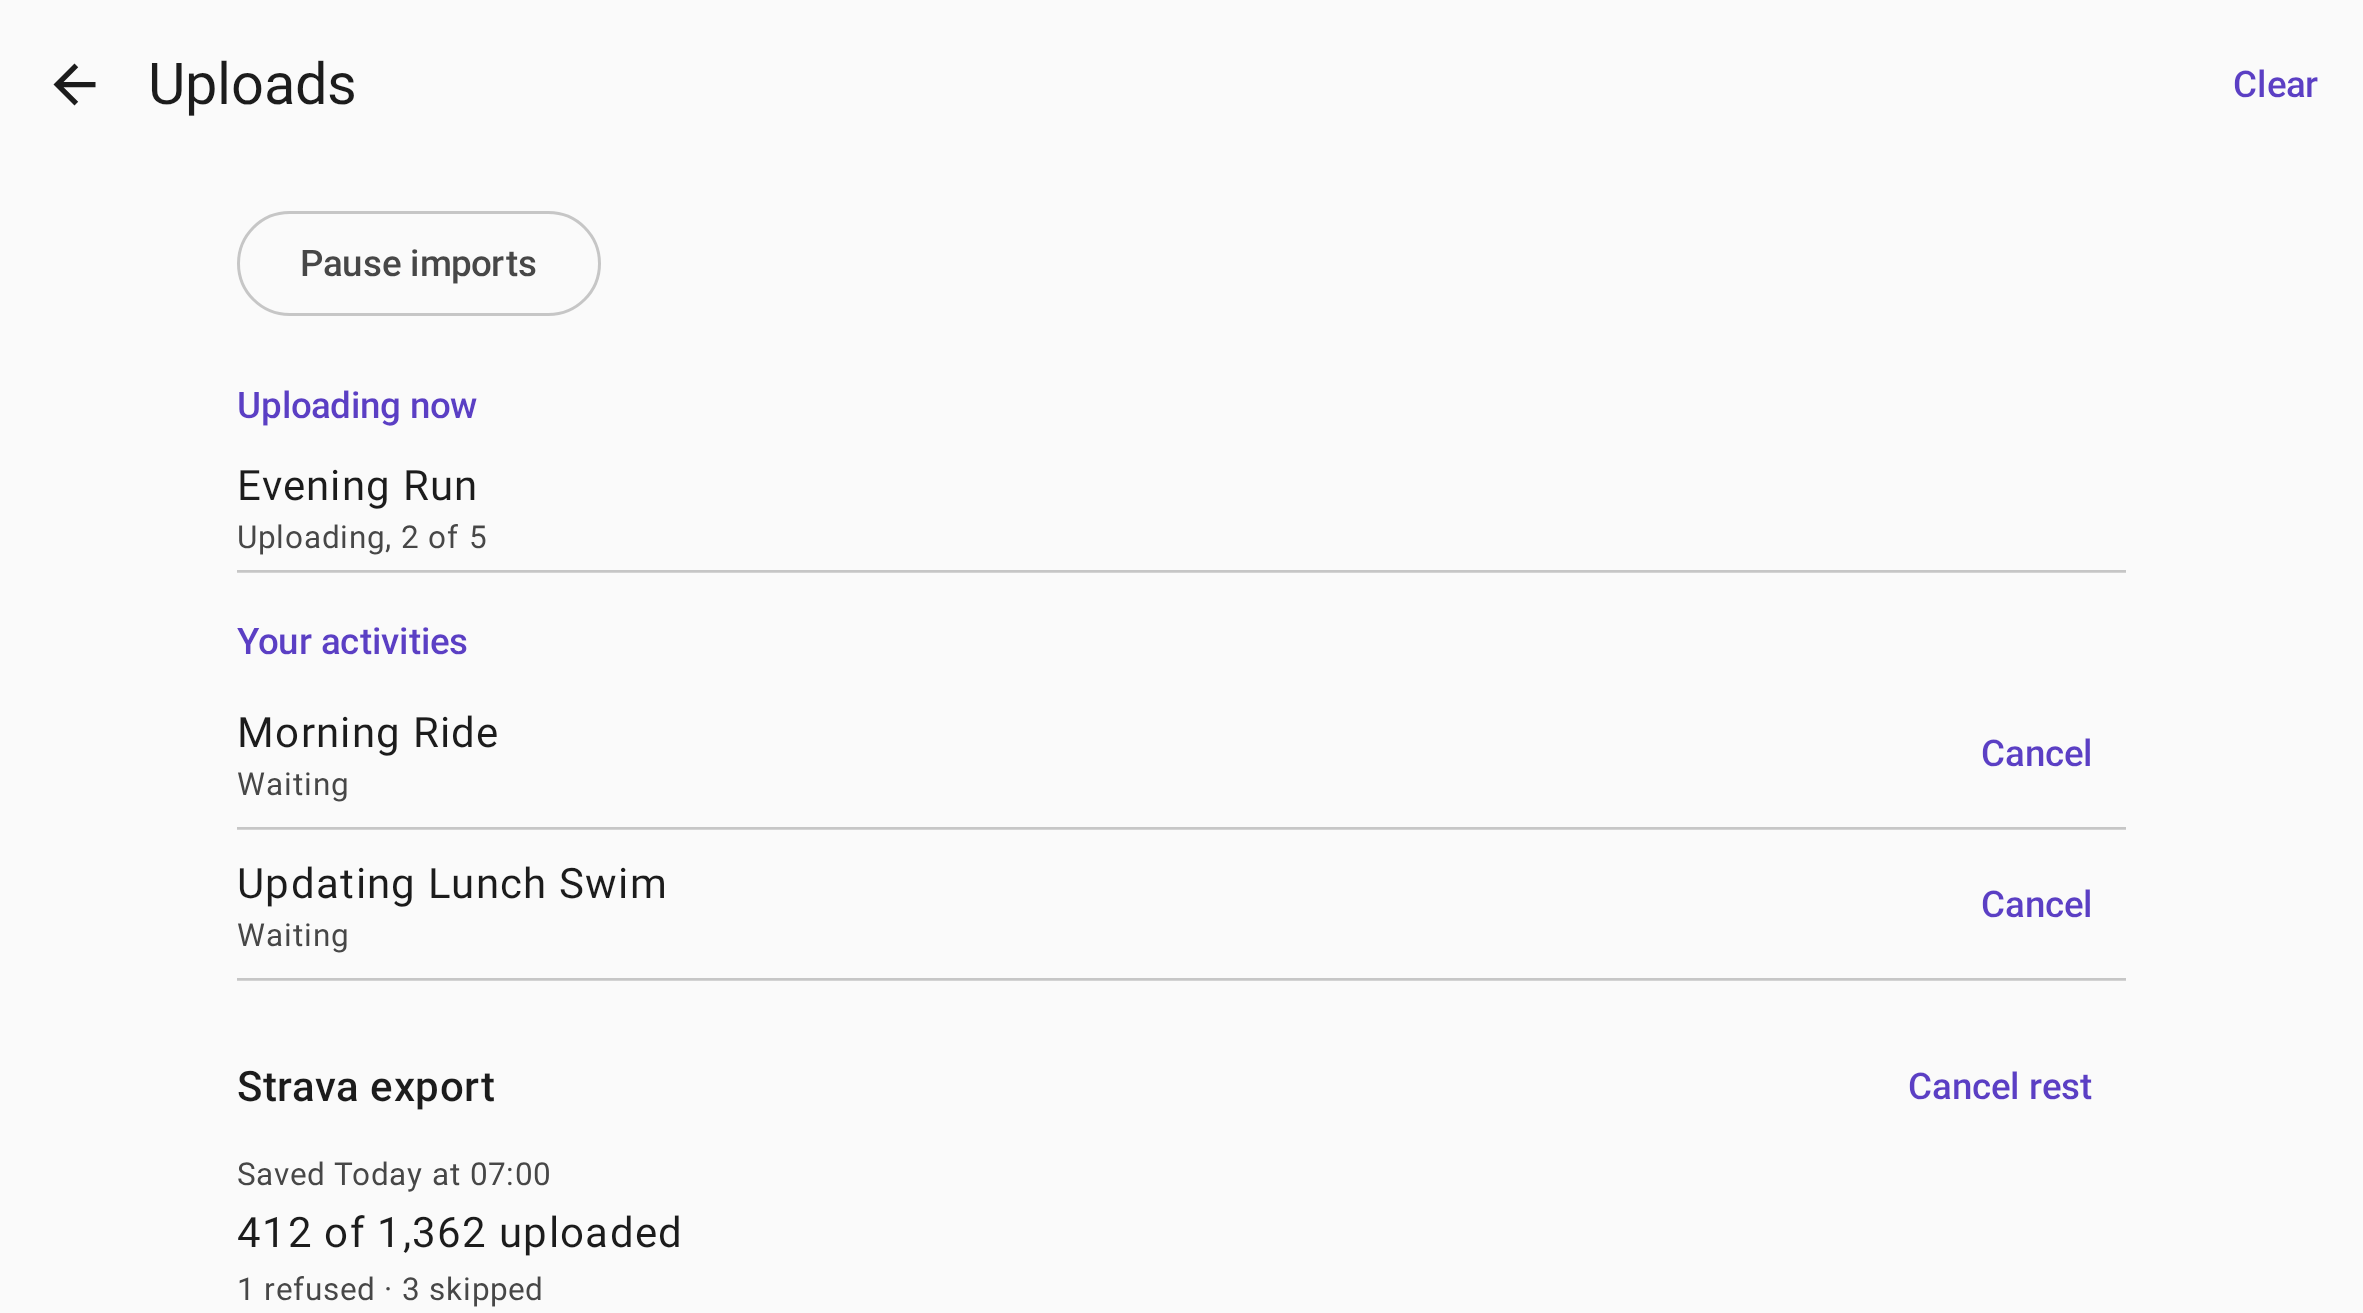 Uploads
Clear
Pause imports
Uploading now
Evening Run
Uploading, 2 of 5
Your activities
Morning Ride
Cancel
Waiting
Updating Lunch Swim
Cancel
Waiting
Strava export
Cancel rest
Saved Today at 07:00
412 of 1,362 uploaded
1 refused · 3 skipped